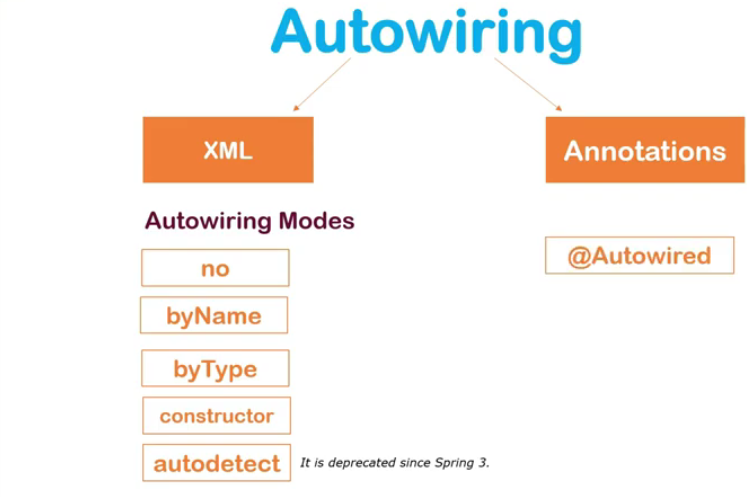 Autowiring
XML
Annotations
Autowiring Modes
no
@Autowired
byName
byType
constructor
autodetect
It is deprecated since Spring 3.